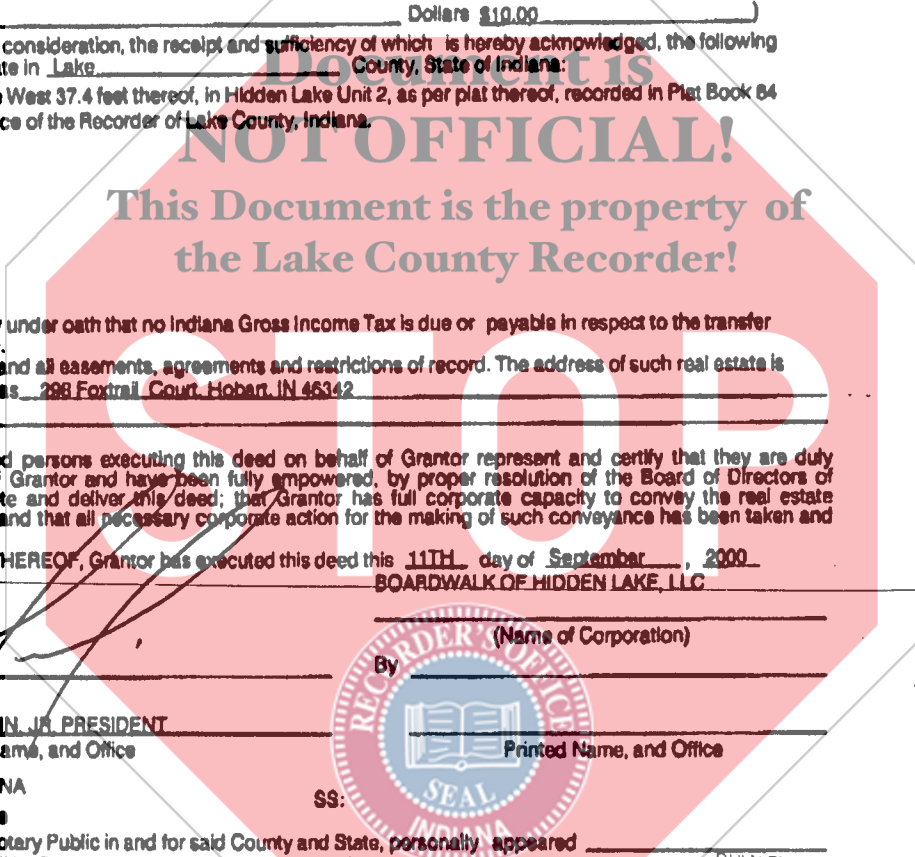 Dollars $10.00 )
consideration, the receipt and sufficiency of which is hereby acknowledged, the following
te in Lake County, State of Indiana:
Document is
West 37.4 feet thereof, in Hidden Lake Unit 2, as per plat thereof, recorded in Plat Book 84
ce of the Recorder of Lake County, Indiana.
NOT OFFICIAL!
This Document is the property of
the Lake County Recorder!
under oath that no Indiana Gross Income Tax is due or payable in respect to the transfer
and all easements, agreements and restrictions of record. The address of such real estate is
s 298 Foxtrail Court, Hobart, IN 46342
STOP
d persons executing this deed on behalf of Grantor represent and certify that they are duly
Grantor and have been fully empowered, by proper resolution of the Board of Directors of
te and deliver this deed; that Grantor has full corporate capacity to convey the real estate
and that all necessary corporate action for the making of such conveyance has been taken and
HEREOF, Grantor has executed this deed this 11TH day of September , 2000
BOARDWALK OF HIDDEN LAKE, LLC
(Name of Corporation)
By
RECORDER'S OFFICE
SEAL
INDIANA
N, JR. PRESIDENT
ame, and Office Printed Name, and Office
NA
SS:
otary Public in and for said County and State, personally appeared